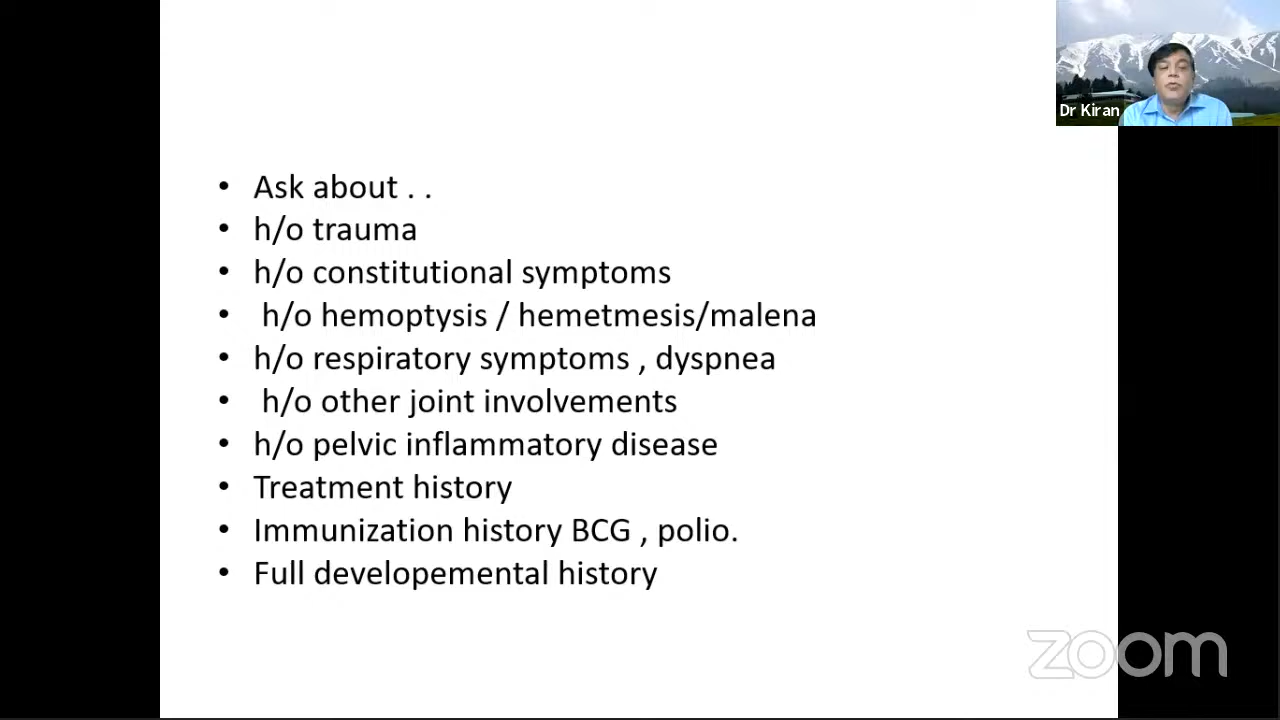 Dr Kiran
• Ask about . .
• h/o trauma
• h/o constitutional symptoms
• h/o hemoptysis / hemetmesis/malena
• h/o respiratory symptoms , dyspnea
• h/o other joint involvements
• h/o pelvic inflammatory disease
• Treatment history
• Immunization history BCG , polio.
• Full developemental history
zoom